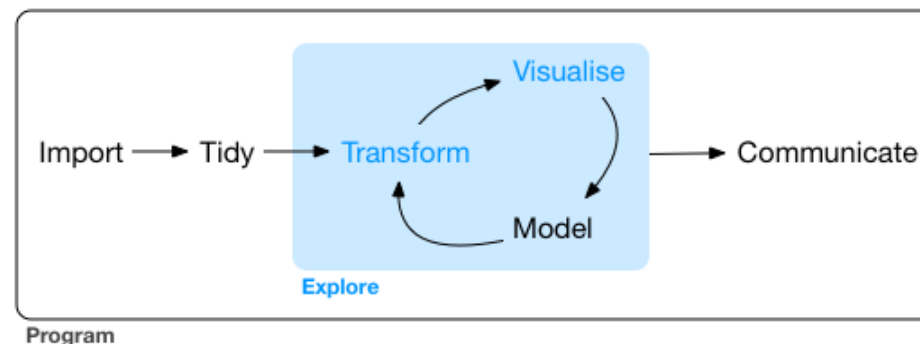 Visualise
Import Tidy Transform Communicate
Model
Explore
Program